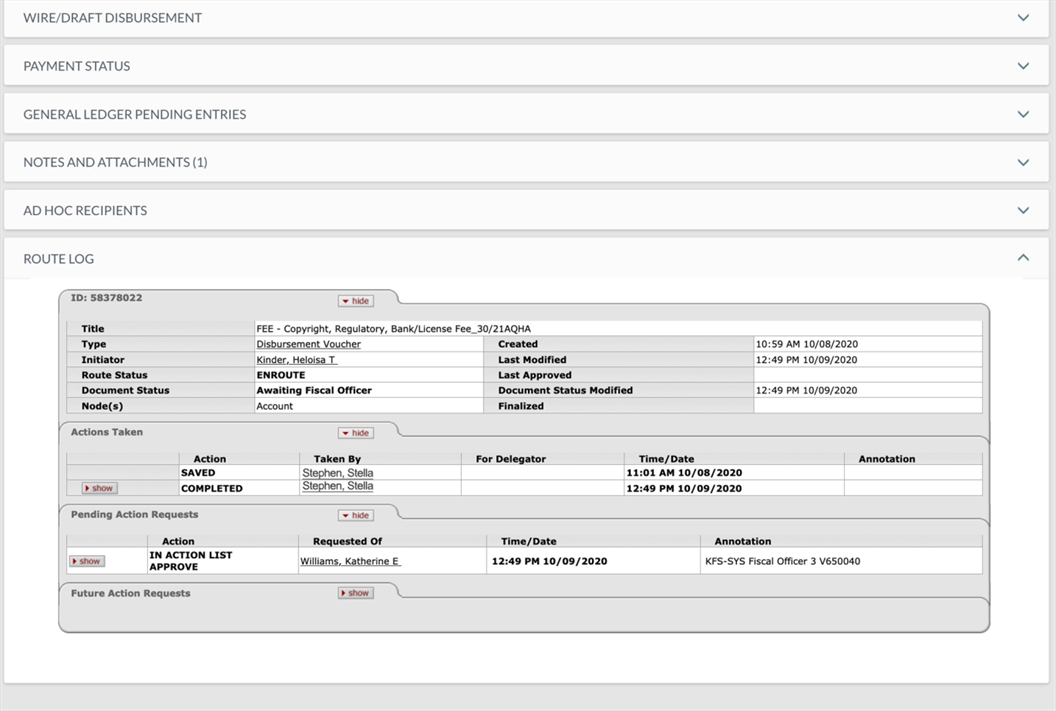 WIRE/DRAFT DISBURSEMENT
PAYMENT STATUS
GENERAL LEDGER PENDING ENTRIES
NOTES AND ATTACHMENTS (1)
AD HOC RECIPIENTS
ROUTE LOG
ID: 58378022 hide
Title FEE - Copyright, Regulatory, Bank/License Fee_30/21AQHA
Type Disbursement Voucher Created 10:59 AM 10/08/2020
Initiator Kinder, Heloisa T Last Modified 12:49 PM 10/09/2020
Route Status ENROUTE Last Approved
Document Status Awaiting Fiscal Officer Document Status Modified 12:49 PM 10/09/2020
Node(s) Account Finalized
Actions Taken hide
Action Taken By For Delegator Time/Date Annotation
SAVED Stephen, Stella 11:01 AM 10/08/2020
show COMPLETED Stephen, Stella 12:49 PM 10/09/2020
Pending Action Requests hide
Action Requested Of Time/Date Annotation
show IN ACTION LIST
APPROVE Williams, Katherine E 12:49 PM 10/09/2020 KFS-SYS Fiscal Officer 3 V650040
Future Action Requests show